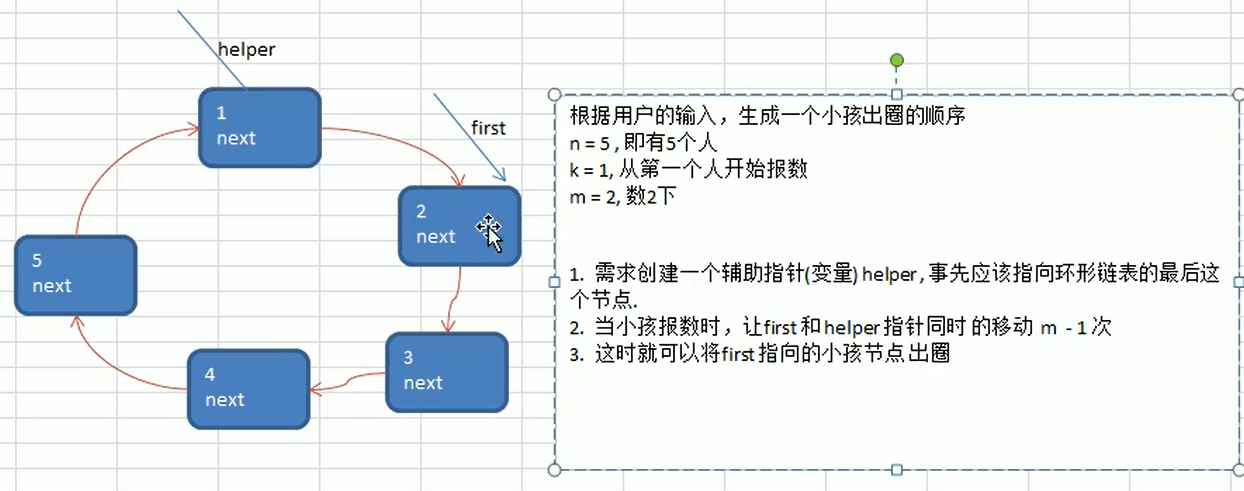 helper
1
next
first
2
next
5
next
3
next
4
next
根据用户的输入，生成一个小孩出圈的顺序
n = 5 , 即有5个人
k = 1, 从第一个人开始报数
m = 2, 数2下
1. 需求创建一个辅助指针(变量) helper , 事先应该指向环形链表的最后这
个节点.
2. 当小孩报数时，让first 和 helper 指针同时 的移动 m - 1 次
3. 这时就可以将first 指向的小孩节点 出圈